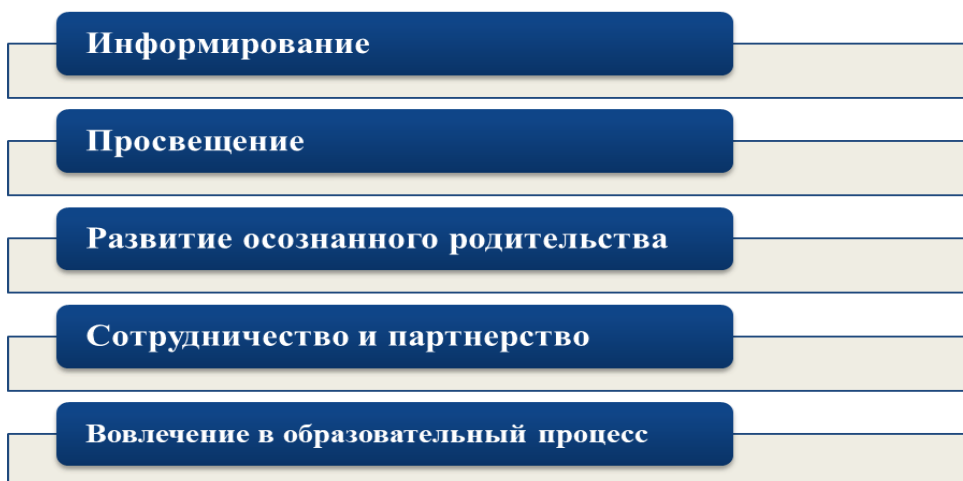 Информирование
Просвещение
Развитие осознанного родительства
Сотрудничество и партнерство
Вовлечение в образовательный процесс